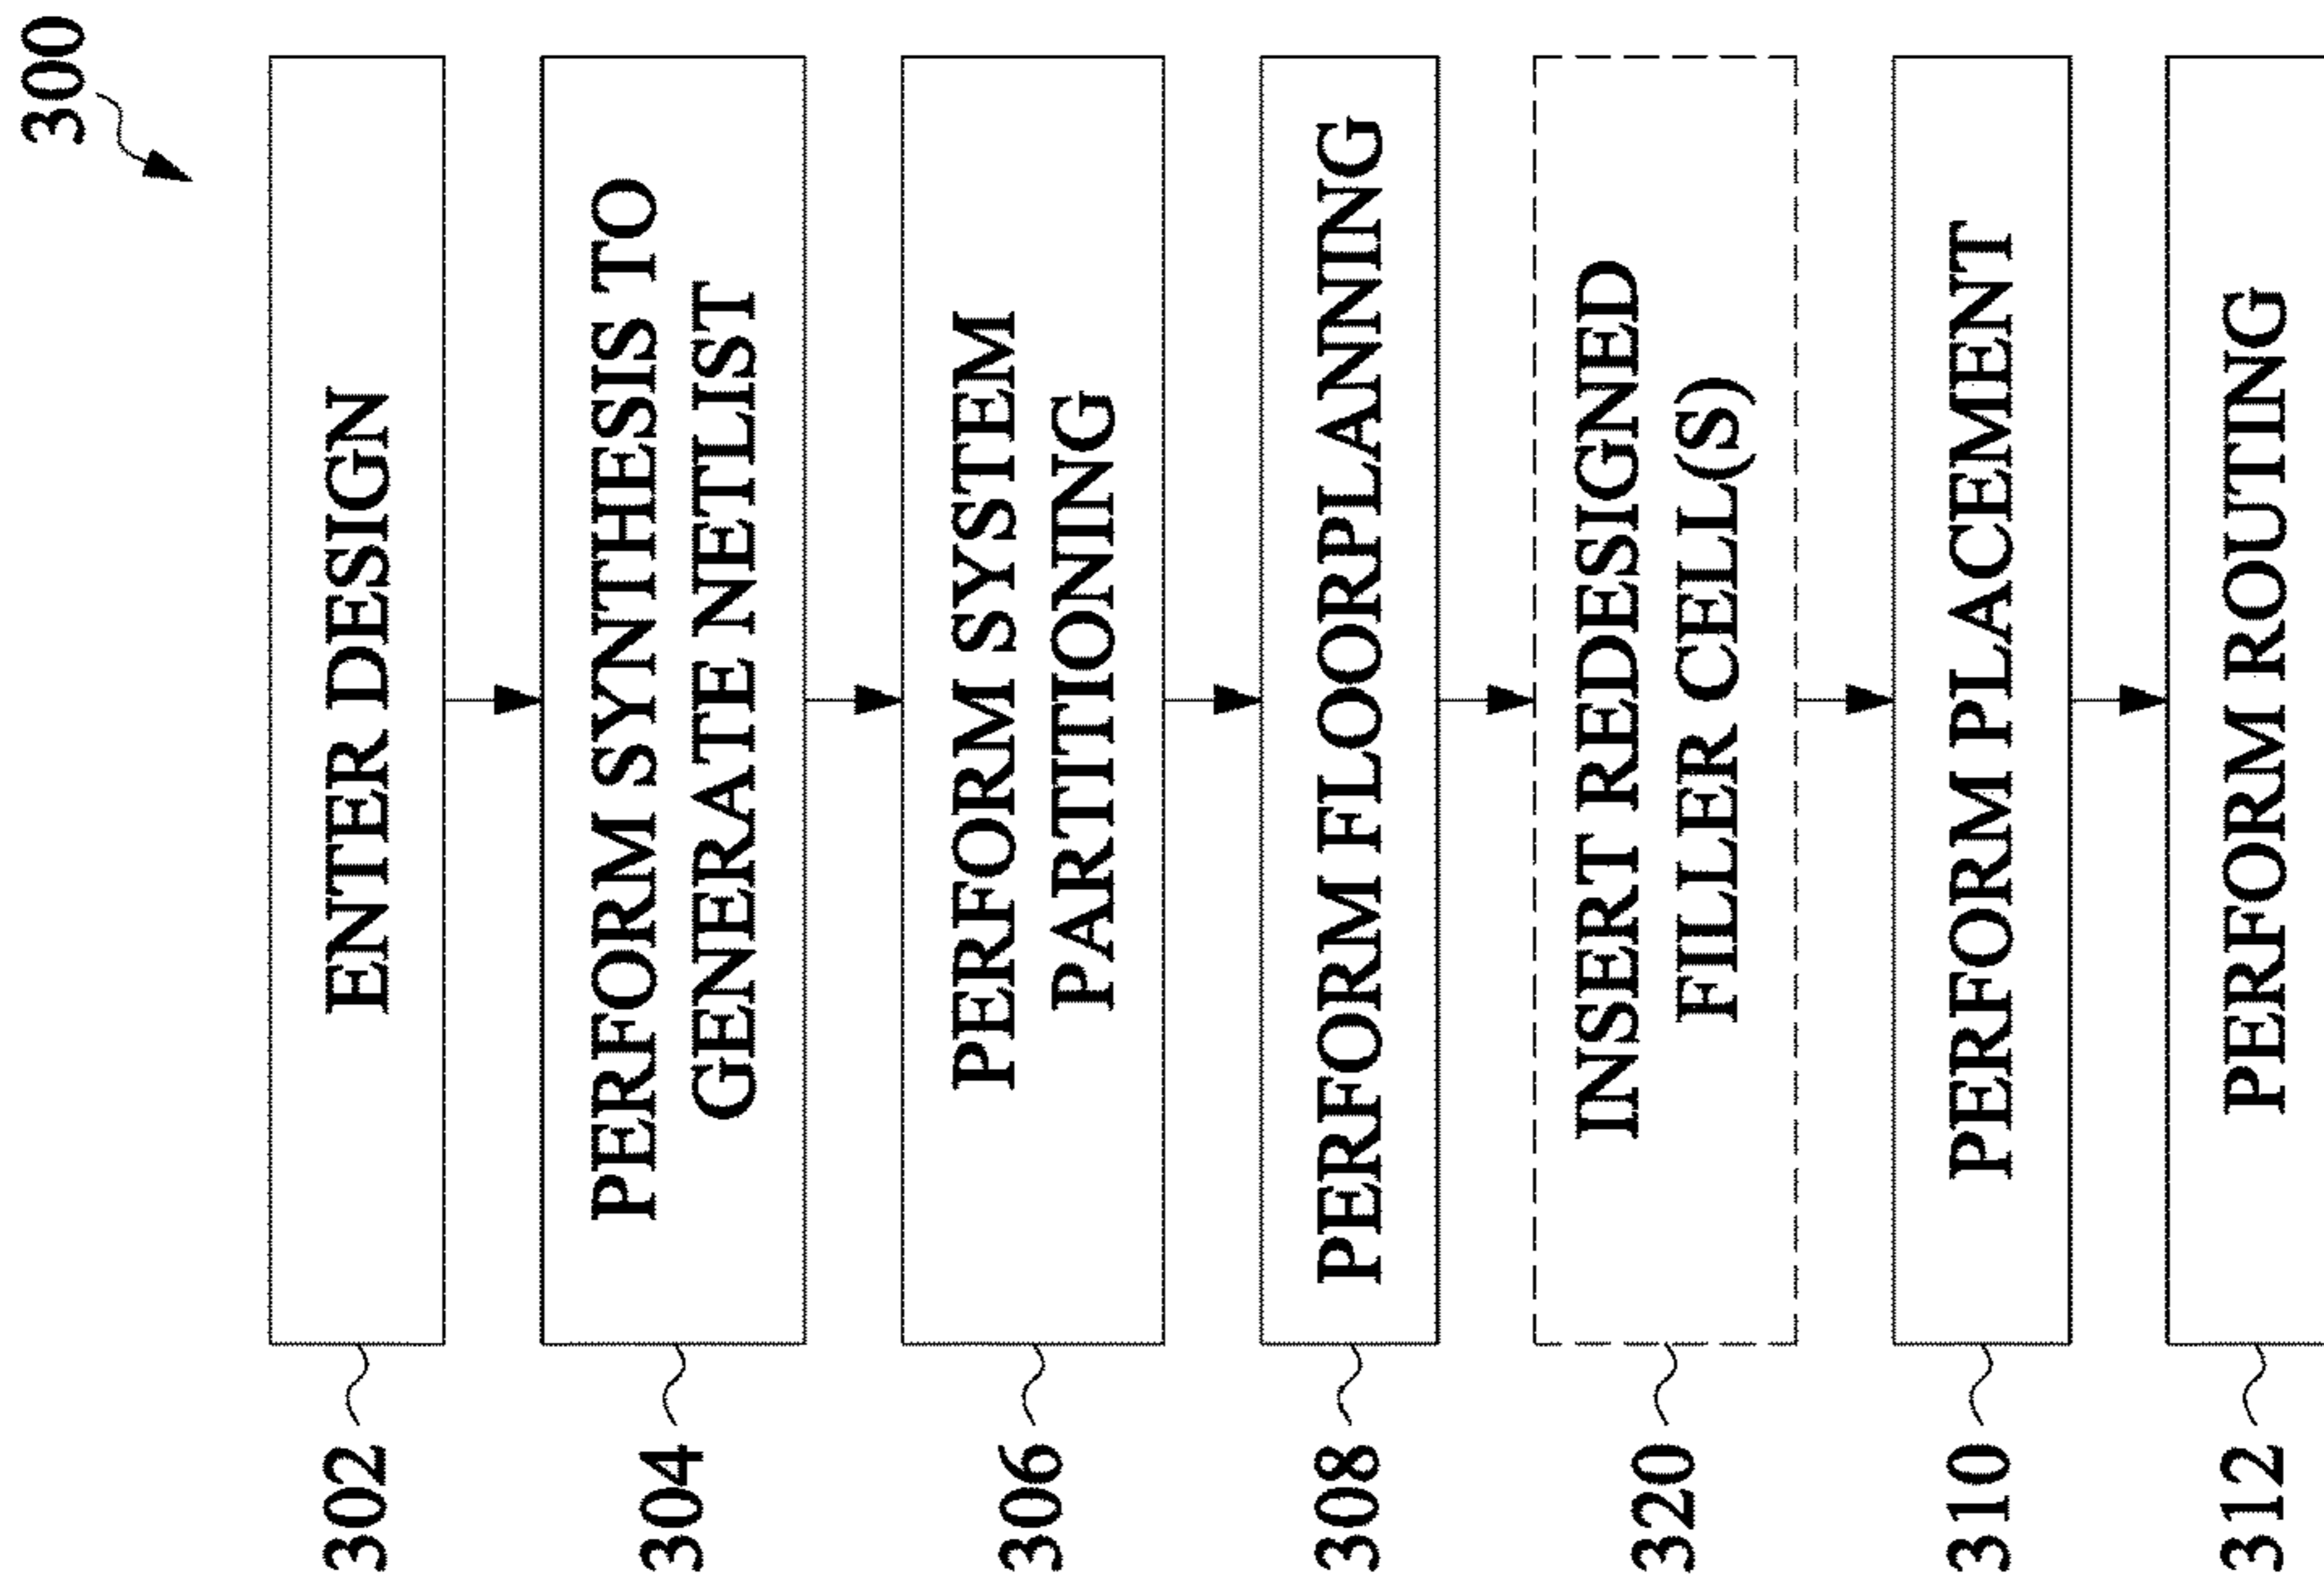 300
302
ENTER DESIGN
304
PERFORM SYNTHESIS TO
GENERATE NETLIST
306
PERFORM SYSTEM
PARTITIONING
308
PERFORM FLOORPLANNING
320
INSERT REDESIGNED
FILLER CELL(S)
310
PERFORM PLACEMENT
312
PERFORM ROUTING